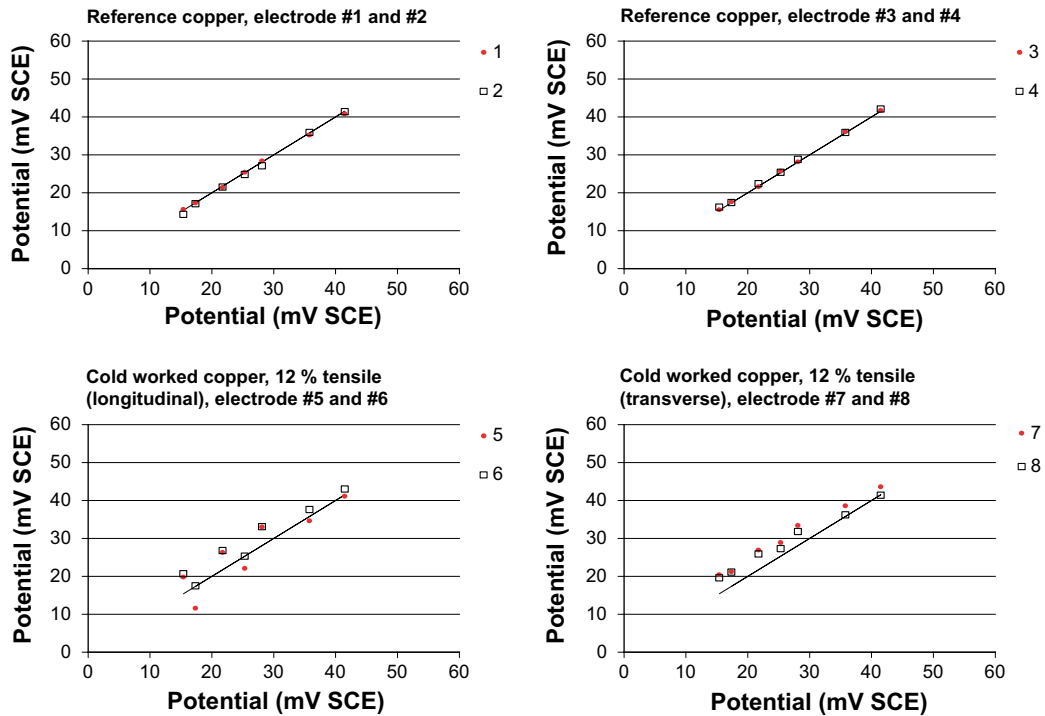 Reference copper, electrode #1 and #2
Potential (mV SCE)
60
50
40
30
20
10
0
0 10 20 30 40 50 60
Potential (mV SCE)
1
2
Reference copper, electrode #3 and #4
Potential (mV SCE)
60
50
40
30
20
10
0
0 10 20 30 40 50 60
Potential (mV SCE)
3
4
Cold worked copper, 12 % tensile
(longitudinal), electrode #5 and #6
Potential (mV SCE)
60
50
40
30
20
10
0
0 10 20 30 40 50 60
Potential (mV SCE)
5
6
Cold worked copper, 12 % tensile
(transverse), electrode #7 and #8
Potential (mV SCE)
60
50
40
30
20
10
0
0 10 20 30 40 50 60
Potential (mV SCE)
7
8